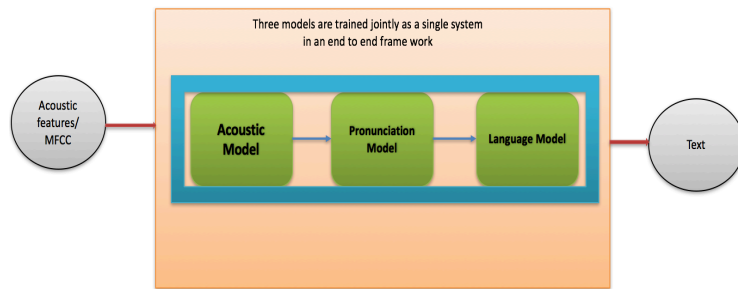 Three models are trained jointly as a single system
in an end to end frame work
Acoustic
features/
MFCC
Acoustic
Model
Pronunciation
Model
Language Model
Text